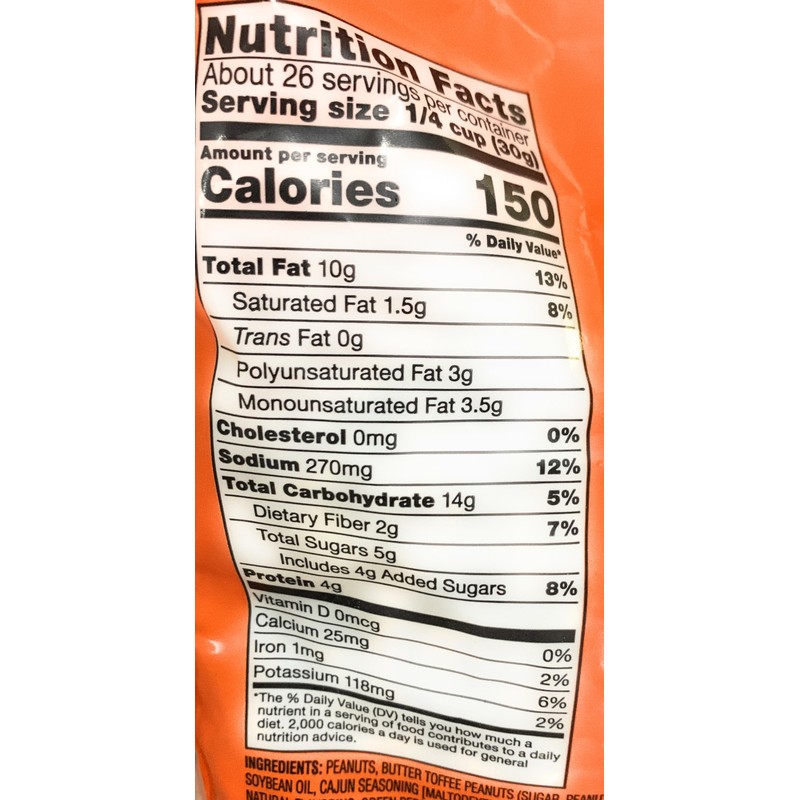 Nutrition Facts
About 26 servings per container
Serving size 1/4 cup (30g)
Amount per serving
Calories 150
% Daily Value*
Total Fat 10g 13%
Saturated Fat 1.5g 8%
Trans Fat 0g
Polyunsaturated Fat 3g
Monounsaturated Fat 3.5g
Cholesterol 0mg 0%
Sodium 270mg 12%
Total Carbohydrate 14g 5%
Dietary Fiber 2g 7%
Total Sugars 5g
Includes 4g Added Sugars 8%
Protein 4g
Vitamin D 0mcg 0%
Calcium 25mg 2%
Iron 1mg 6%
Potassium 118mg 2%
*The % Daily Value (DV) tells you how much a
nutrient in a serving of food contributes to a daily
diet. 2,000 calories a day is used for general
nutrition advice.
INGREDIENTS: PEANUTS, BUTTER TOFFEE PEANUTS (SUGAR,
SOYBEAN OIL, CAJUN SEASONING